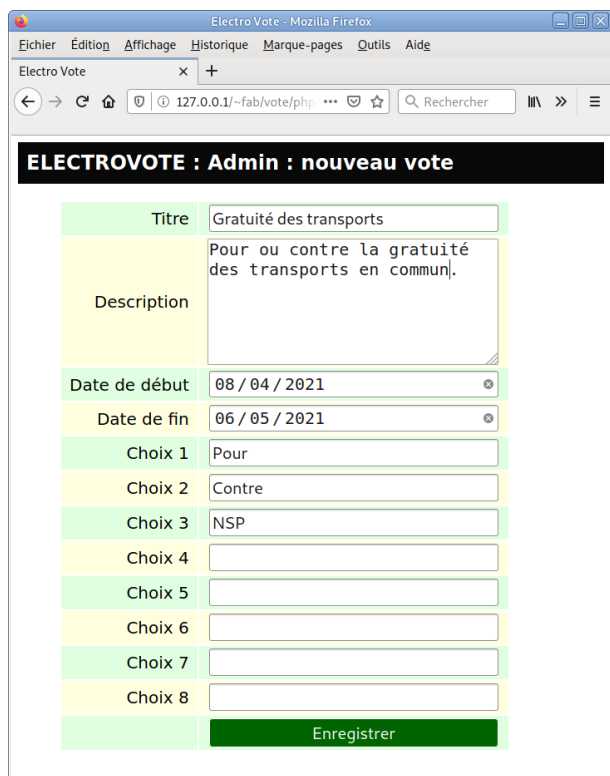 Electro Vote - Mozilla Firefox
Fichier Édition Affichage Historique Marque-pages Outils Aide
Electro Vote × +
127.0.0.1/~fab/vote/php ••• Rechercher
ELECTROVOTE : Admin : nouveau vote
Titre Gratuité des transports
Description Pour ou contre la gratuité
des transports en commun.
Date de début 08/04/2021
Date de fin 06/05/2021
Choix 1 Pour
Choix 2 Contre
Choix 3 NSP
Choix 4
Choix 5
Choix 6
Choix 7
Choix 8
Enregistrer